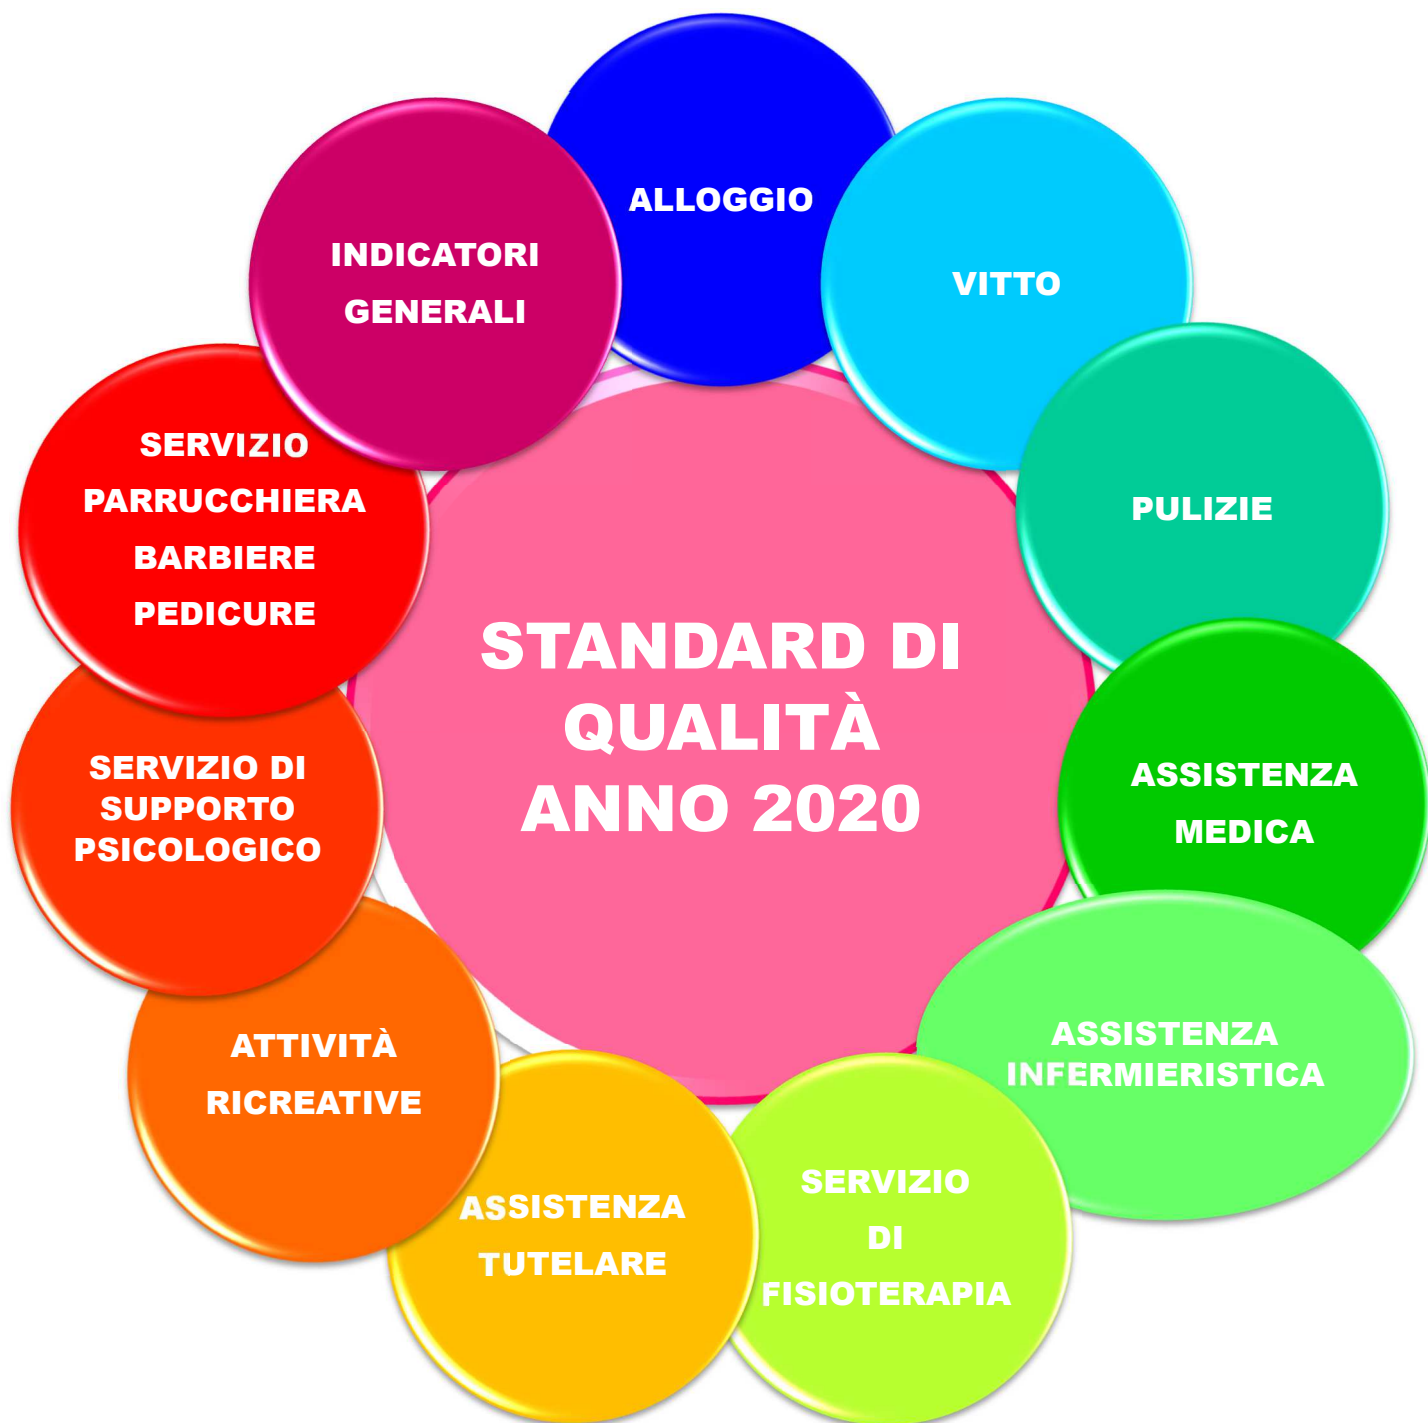 ALLOGGIO
VITTO
PULIZIE
ASSISTENZA
MEDICA
ASSISTENZA
INFERMIERISTICA
SERVIZIO
DI
FISIOTERAPIA
ASSISTENZA
TUTELARE
ATTIVITÀ
RICREATIVE
SERVIZIO DI
SUPPORTO
PSICOLOGICO
SERVIZIO
PARRUCCHIERA
BARBIERE
PEDICURE
INDICATORI
GENERALI
STANDARD DI
QUALITÀ
ANNO 2020